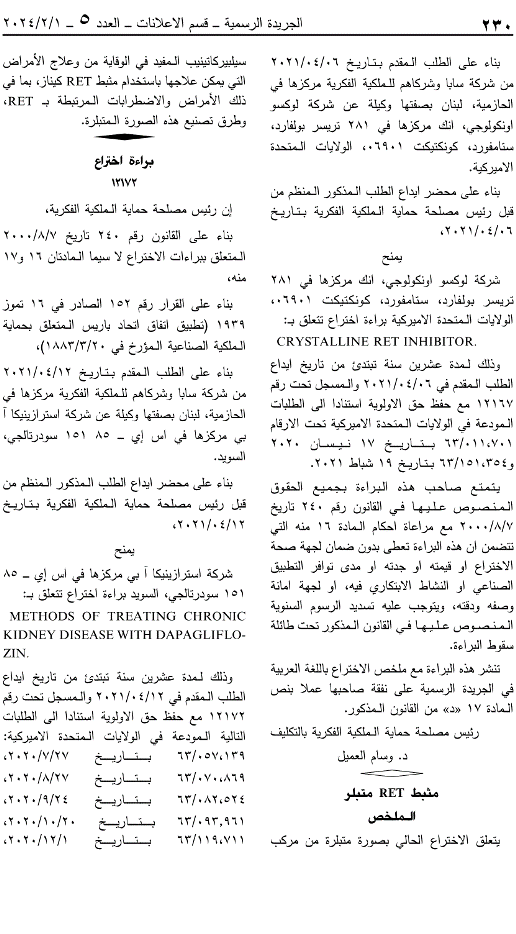 ٢٣٠
الجريدة الرسمية ـ قسم الاعلانات ـ العدد ٥ ـ ٢٠٢٤/٢/١
بناء على الطلب المقدم بتاريخ ٢٠٢١/٠٤/٠٦
من شركة سابا وشركاهم للملكية الفكرية مركزها في
الحازمية، لبنان بصفتها وكيلة عن شركة لوكسو
اونكولوجي، انك مركزها في ٢٨١ تريسر بولفارد،
ستامفورد، كونكتيكت ٠٦٩٠١، الولايات المتحدة
الاميركية.
بناء على محضر ايداع الطلب المذكور المنظم من
قبل رئيس مصلحة حماية الملكية الفكرية بتاريخ
٢٠٢١/٠٤/٠٦،
يمنح
شركة لوكسو اونكولوجي، انك مركزها في ٢٨١
تريسر بولفارد، ستامفورد، كونكتيكت ٠٦٩٠١،
الولايات المتحدة الاميركية براءة اختراع تتعلق بـ:
CRYSTALLINE RET INHIBITOR.
وذلك لمدة عشرين سنة تبتدئ من تاريخ ايداع
الطلب المقدم في ٢٠٢١/٠٤/٠٦ والمسجل تحت رقم
١٢١٦٧ مع حفظ حق الاولوية استنادا الى الطلبات
المودعة في الولايات المتحدة الاميركية تحت الارقام
٦٣/٠١١،٧٠١ بتاريخ ١٧ نيسان ٢٠٢٠
و٦٣/١٥١،٣٥٤ بتاريخ ١٩ شباط ٢٠٢١.
يتمتع صاحب هذه البراءة بجميع الحقوق
المنصوص عليها في القانون رقم ٢٤٠ تاريخ
٢٠٠٠/٨/٧ مع مراعاة احكام المادة ١٦ منه التي
تتضمن ان هذه البراءة تعطى بدون ضمان لجهة صحة
الاختراع او قيمته او جدته او مدى توافر التطبيق
الصناعي او النشاط الابتكاري فيه، او لجهة امانة
وصفه ودقته، ويتوجب عليه تسديد الرسوم السنوية
المنصوص عليها في القانون المذكور تحت طائلة
سقوط البراءة.
تنشر هذه البراءة مع ملخص الاختراع باللغة العربية
في الجريدة الرسمية على نفقة صاحبها عملا بنص
المادة ١٧ «د» من القانون المذكور.
رئيس مصلحة حماية الملكية الفكرية بالتكليف
د. وسام العميل
مثبط RET متبلر
الملخص
يتعلق الاختراع الحالي بصورة متبلرة من مركب
سيلبيركاتينيب المفيد في الوقاية من وعلاج الأمراض
التي يمكن علاجها باستخدام مثبط RET كيناز، بما في
ذلك الأمراض والاضطرابات المرتبطة بـ RET،
وطرق تصنيع هذه الصورة المتبلرة.
براءة اختراع
١٢١٧٢
إن رئيس مصلحة حماية الملكية الفكرية،
بناء على القانون رقم ٢٤٠ تاريخ ٢٠٠٠/٨/٧
المتعلق ببراءات الاختراع لا سيما المادتان ١٦ و١٧
منه،
بناء على القرار رقم ١٥٢ الصادر في ١٦ تموز
١٩٣٩ (تطبيق اتفاق اتحاد باريس المتعلق بحماية
الملكية الصناعية المؤرخ في ١٨٨٣/٣/٢٠)،
بناء على الطلب المقدم بتاريخ ٢٠٢١/٠٤/١٢
من شركة سابا وشركاهم للملكية الفكرية مركزها في
الحازمية، لبنان بصفتها وكيلة عن شركة استرازينيكا آ
بي مركزها في اس إي ـ ٨٥ ١٥١ سودرتالجي،
السويد.
بناء على محضر ايداع الطلب المذكور المنظم من
قبل رئيس مصلحة حماية الملكية الفكرية بتاريخ
٢٠٢١/٠٤/١٢،
يمنح
شركة استرازينيكا آ بي مركزها في اس إي ـ ٨٥
١٥١ سودرتالجي، السويد براءة اختراع تتعلق بـ:
METHODS OF TREATING CHRONIC
KIDNEY DISEASE WITH DAPAGLIFLO-
ZIN.
وذلك لمدة عشرين سنة تبتدئ من تاريخ ايداع
الطلب المقدم في ٢٠٢١/٠٤/١٢ والمسجل تحت رقم
١٢١٧٢ مع حفظ حق الاولوية استنادا الى الطلبات
التالية المودعة في الولايات المتحدة الاميركية:
٦٣/٠٥٧،١٣٩ بتاريخ ٢٠٢٠/٧/٢٧،
٦٣/٠٧٠،٨٦٩ بتاريخ ٢٠٢٠/٨/٢٧،
٦٣/٠٨٢،٥٢٤ بتاريخ ٢٠٢٠/٩/٢٤،
٦٣/٠٩٣،٩٦١ بتاريخ ٢٠٢٠/١٠/٢٠،
٦٣/١١٩،٧١١ بتاريخ ٢٠٢٠/١٢/١،